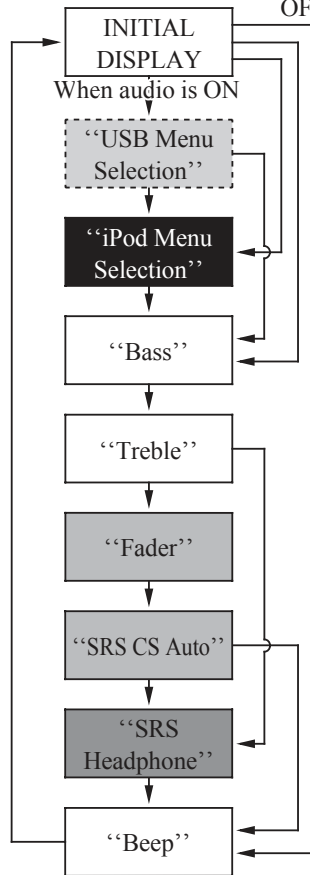 OF
INITIAL
DISPLAY
When audio is ON
‘‘USB Menu
Selection’’
‘‘iPod Menu
Selection’’
‘‘Bass’’
‘‘Treble’’
‘‘Fader’’
‘‘SRS CS Auto’’
‘‘SRS
Headphone’’
‘‘Beep’’